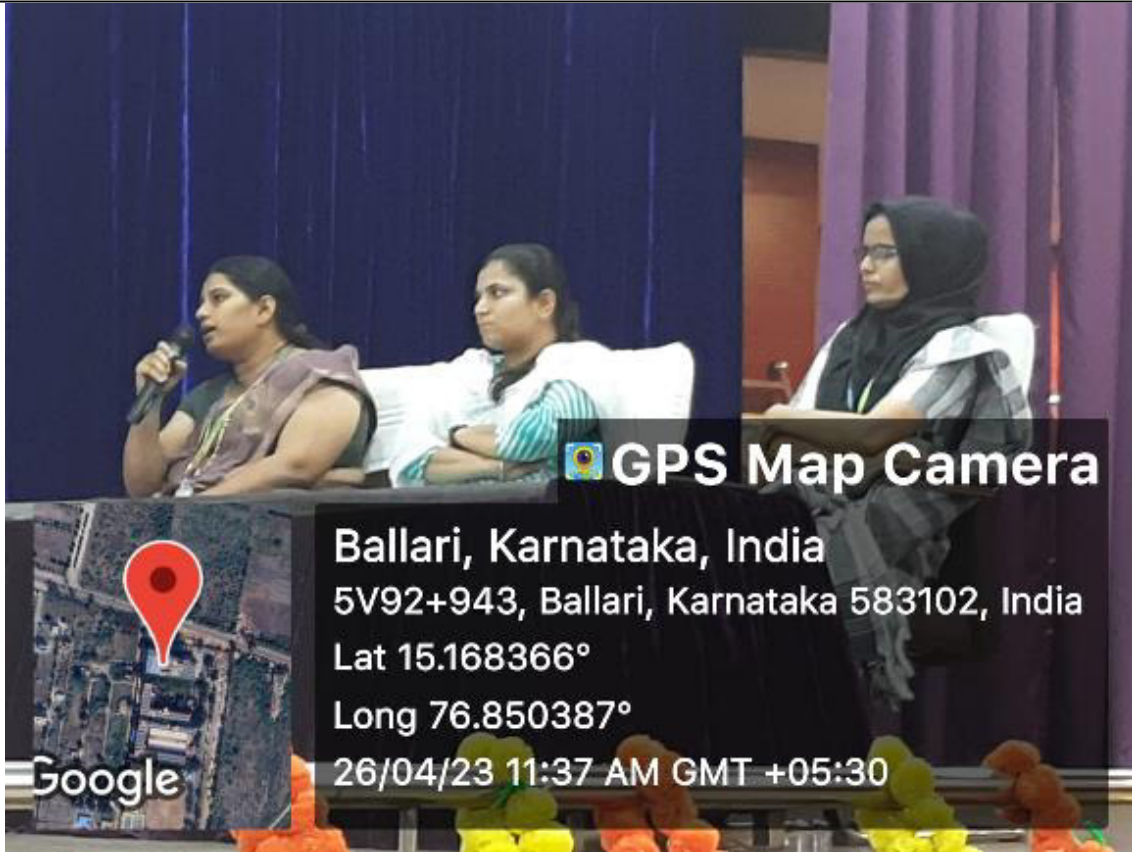 GPS Map Camera
Ballari, Karnataka, India
5V92+943, Ballari, Karnataka 583102, India
Lat 15.168366°
Long 76.850387°
26/04/23 11:37 AM GMT +05:30
Google